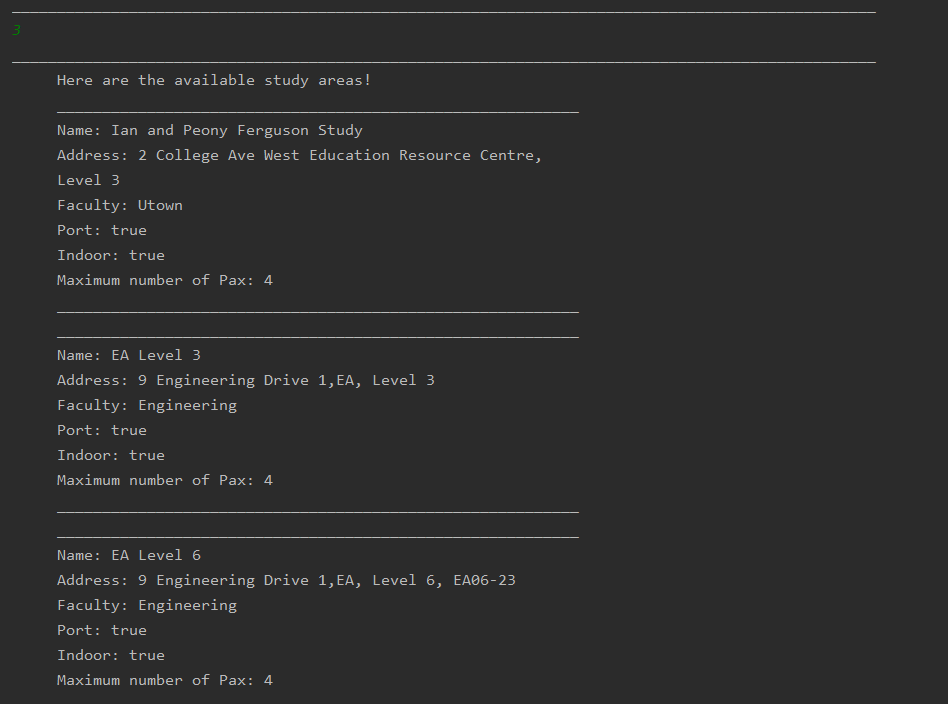 3
Here are the available study areas!
Name: Ian and Peony Ferguson Study
Address: 2 College Ave West Education Resource Centre,
Level 3
Faculty: Utown
Port: true
Indoor: true
Maximum number of Pax: 4
Name: EA Level 3
Address: 9 Engineering Drive 1,EA, Level 3
Faculty: Engineering
Port: true
Indoor: true
Maximum number of Pax: 4
Name: EA Level 6
Address: 9 Engineering Drive 1,EA, Level 6, EA06-23
Faculty: Engineering
Port: true
Indoor: true
Maximum number of Pax: 4